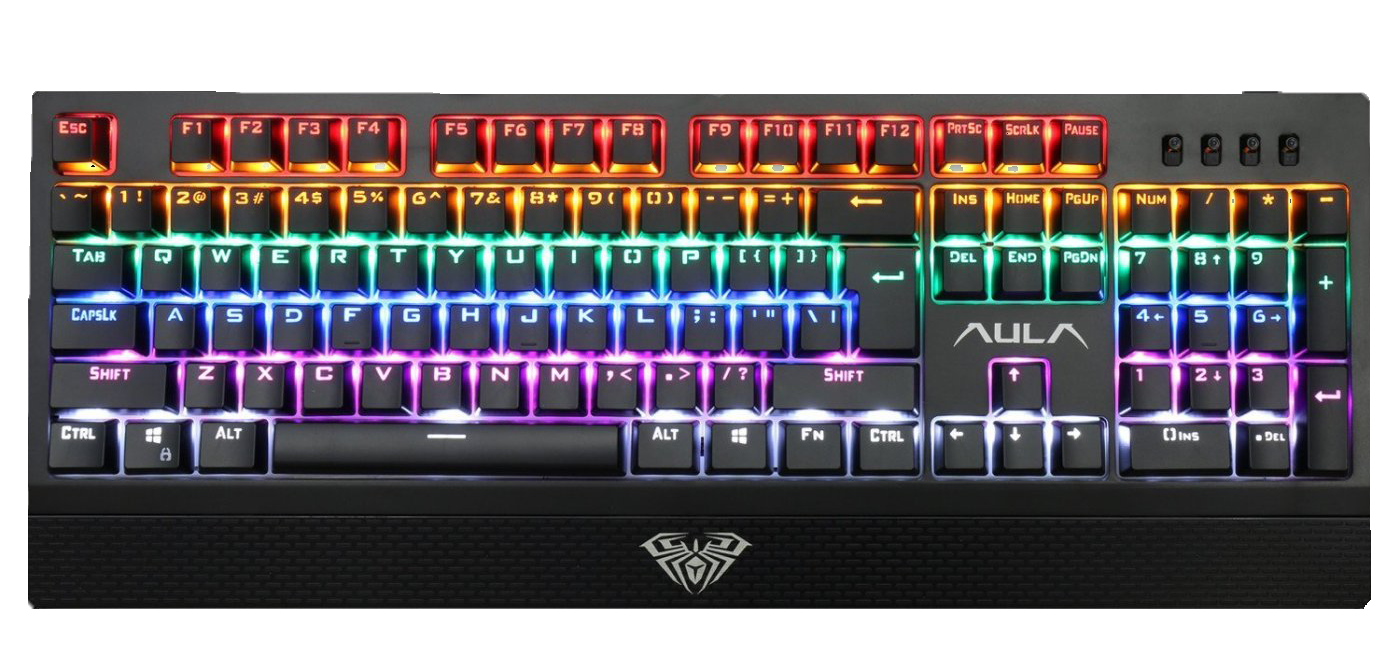 Esc F1 F2 F3 F4 F5 F6 F7 F8 F9 F10 F11 F12 PrtSc ScrLk Pause
` ~ 1 ! 2 @ 3 # 4 $ 5 % 6 ^ 7 & 8 * 9 ( 0 ) - - = + ← Ins Home PgUp Num / * -
Tab Q W E R T Y U I O P [ { ] } ↵ Del End PgDn 7 8 ↑ 9 +
CapsLk A S D F G H J K L ; : ' " \ | 4 ← 5 6 →
AULA
Shift Z X C V B N M , < . > / ? Shift ↑ 1 2 ↓ 3 ↵
Ctrl Alt Alt Fn Ctrl ← ↓ → 0 Ins . Del